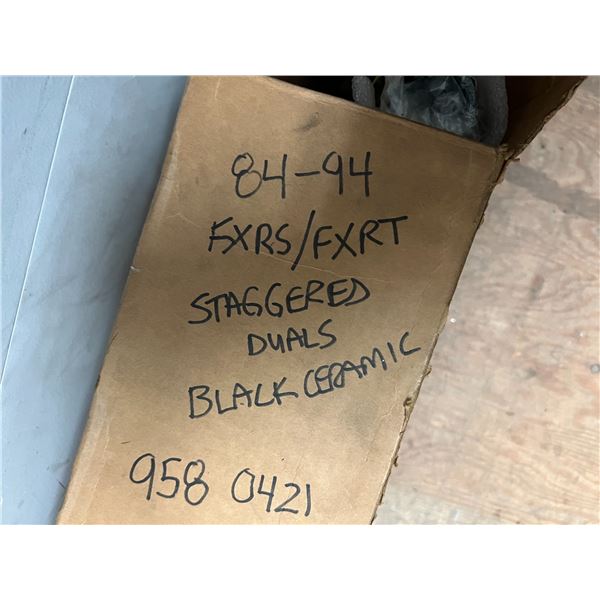 84-94
FXRS/FXRT
STAGGERED
DUALS
BLACK CERAMIC
958 0421